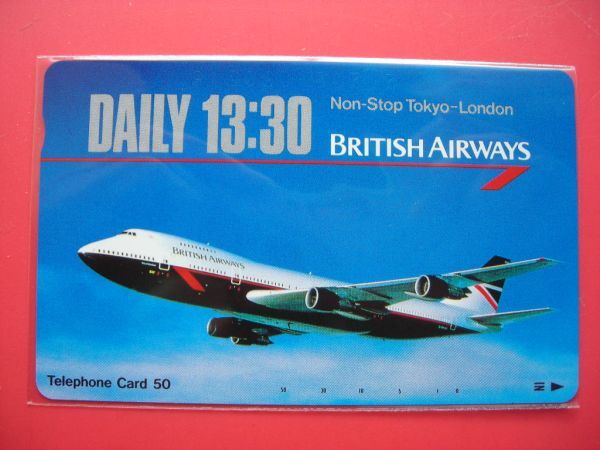 DAILY 13:30
Non-Stop Tokyo–London
BRITISH AIRWAYS
BRITISH AIRWAYS
Telephone Card 50
50 30 10 5 1 0
IN